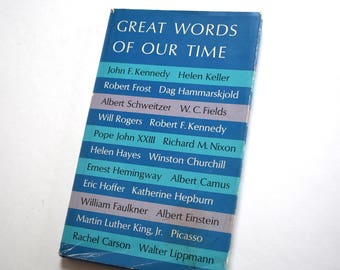 GREAT WORDS
OF OUR TIME
John F. Kennedy Helen Keller
Robert Frost Dag Hammarskjold
Albert Schweitzer W. C. Fields
Will Rogers Robert F. Kennedy
Pope John XXIII Richard M. Nixon
Helen Hayes Winston Churchill
Ernest Hemingway Albert Camus
Eric Hoffer Katherine Hepburn
William Faulkner Albert Einstein
Martin Luther King, Jr. Picasso
Rachel Carson Walter Lippmann